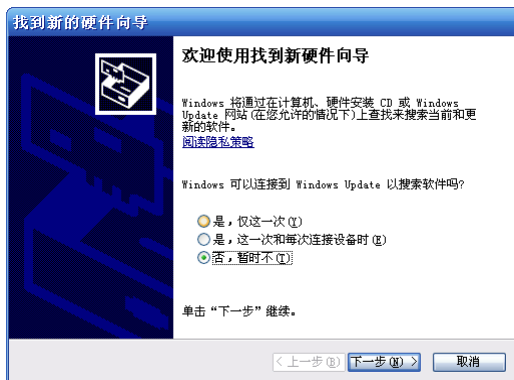 找到新的硬件向导
欢迎使用找到新硬件向导
Windows 将通过在计算机、硬件安装 CD 或 Windows
Update 网站(在您允许的情况下)上查找来搜索当前和更
新的软件。
阅读隐私策略
Windows 可以连接到 Windows Update 以搜索软件吗?
是，仅这一次(Y)
是，这一次和每次连接设备时(E)
否，暂时不(T)
单击“下一步”继续。
< 上一步(B) 下一步(N) > 取消